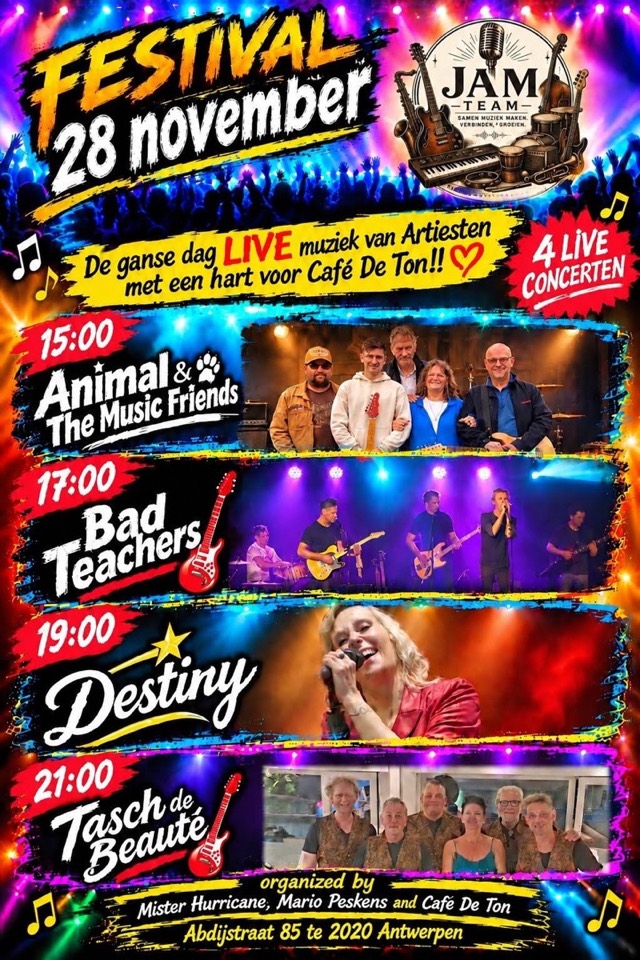 FESTIVAL
28 november
JAM
TEAM
SAMEN MUZIEK MAKEN.
VERBINDEN, GROEIEN.
De ganse dag LIVE muziek van Artiesten
met een hart voor Café De Ton!!
4 LIVE
CONCERTEN
15:00
Animal &
The Music Friends
17:00
Bad
Teachers
19:00
Destiny
21:00
Tasch de
Beauté
organized by
Mister Hurricane, Mario Peskens and Café De Ton
Abdijstraat 85 te 2020 Antwerpen